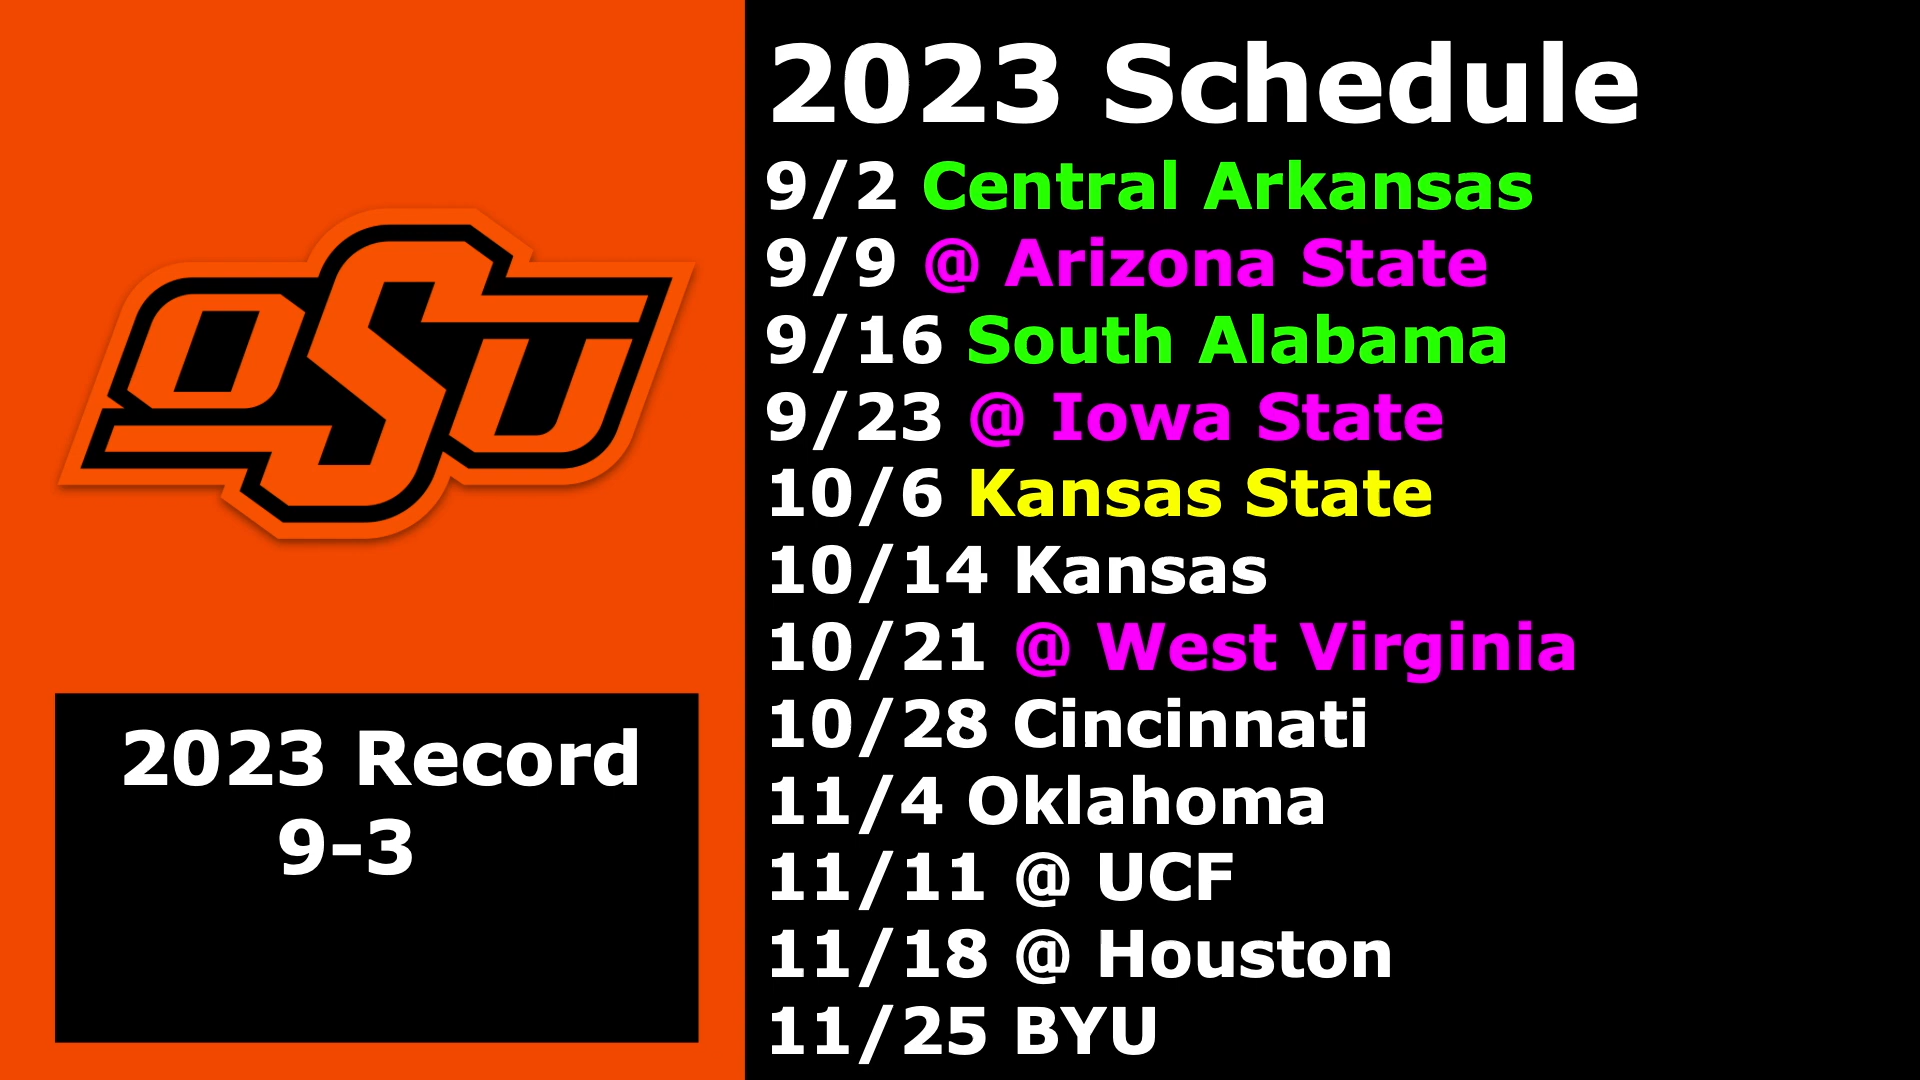 OSU
2023 Record
9-3
2023 Schedule
9/2 Central Arkansas
9/9 @ Arizona State
9/16 South Alabama
9/23 @ Iowa State
10/6 Kansas State
10/14 Kansas
10/21 @ West Virginia
10/28 Cincinnati
11/4 Oklahoma
11/11 @ UCF
11/18 @ Houston
11/25 BYU